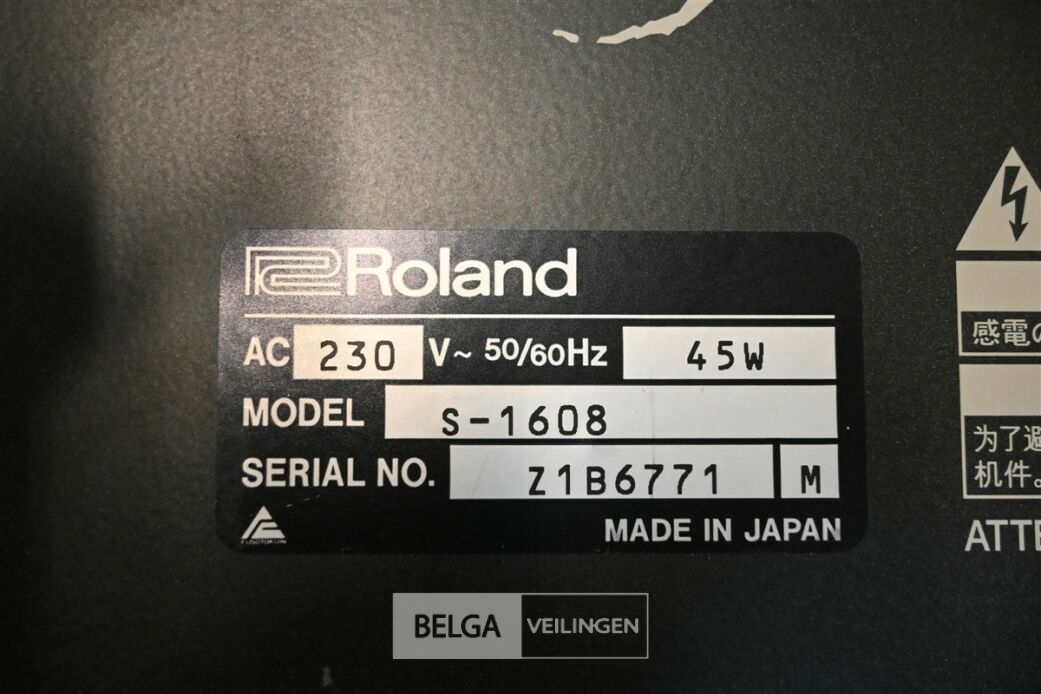 Roland
AC 230 V~ 50/60Hz 45W
MODEL S-1608
SERIAL NO. Z1B6771 M
MADE IN JAPAN
感電の
为了避
机件。
BELGA VEILINGEN